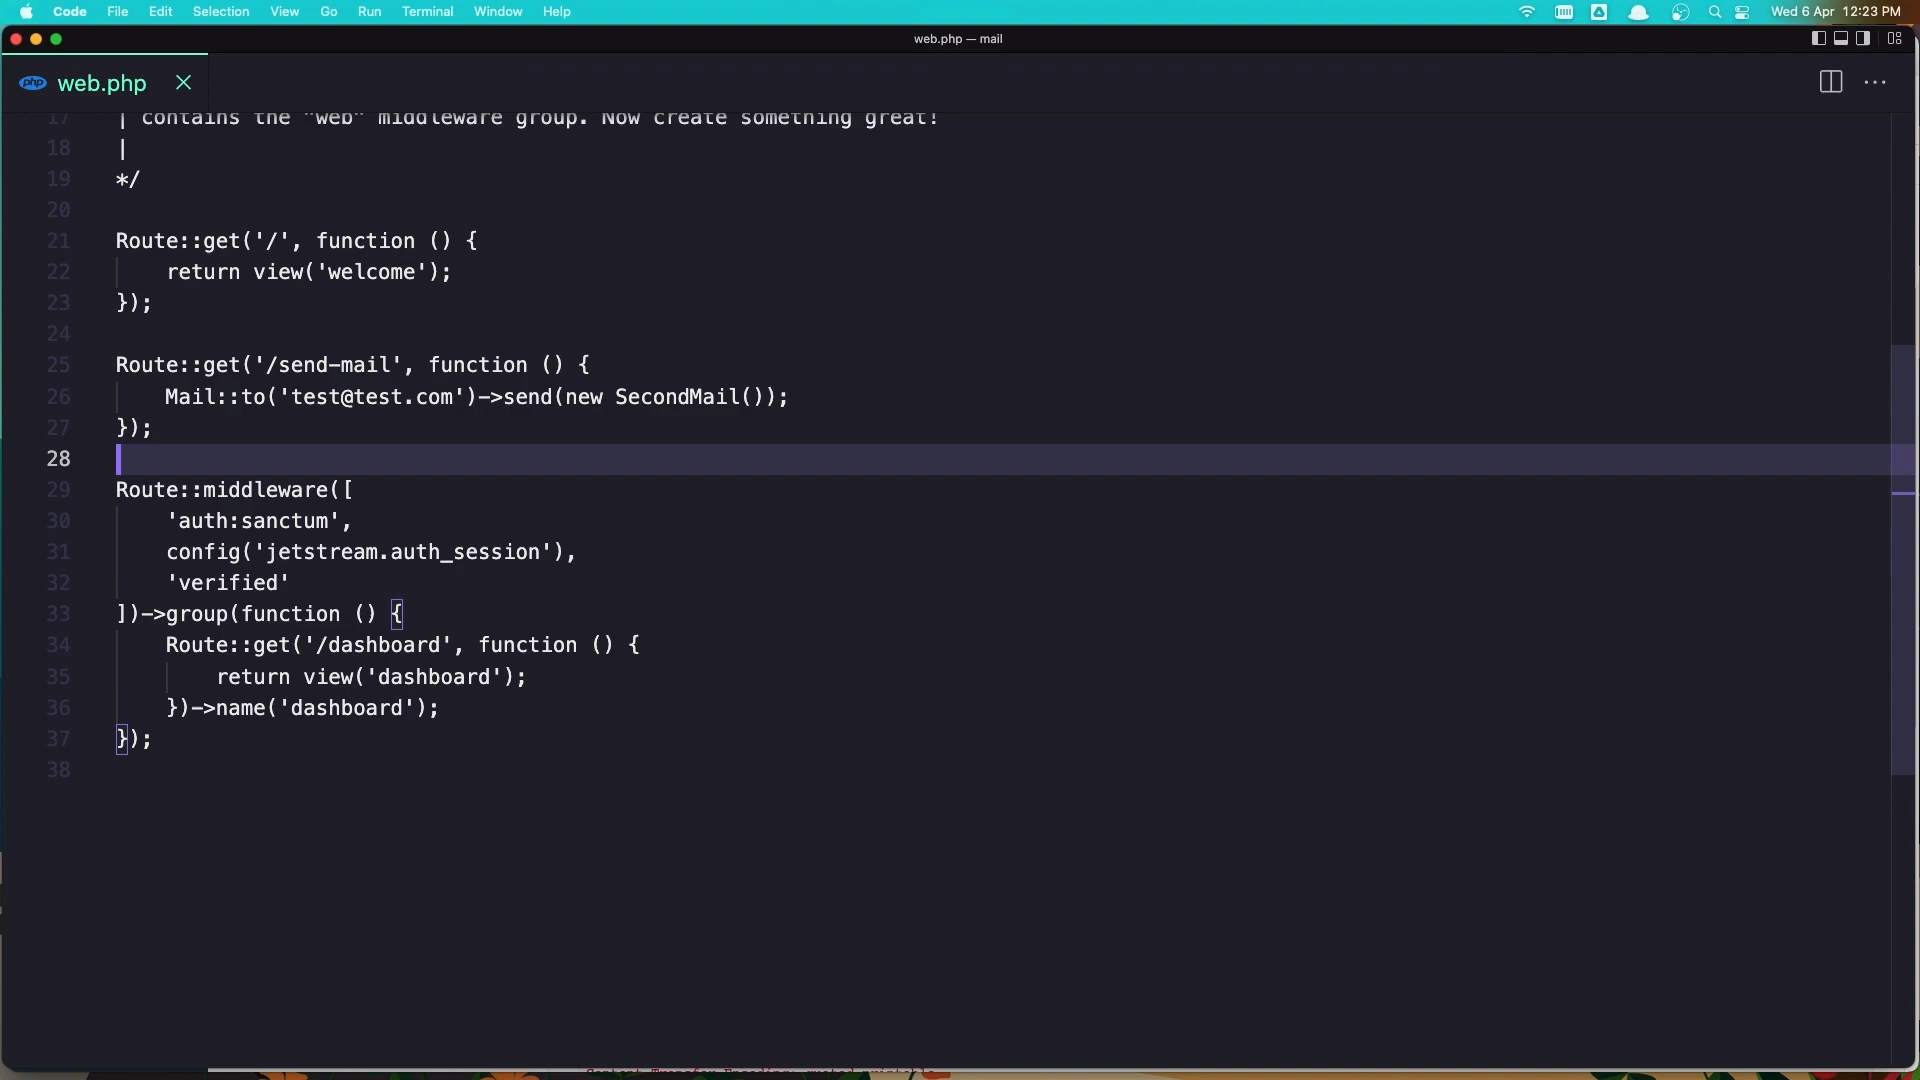 Code File Edit Selection View Go Run Terminal Window Help Wed 6 Apr 12:23 PM
web.php — mail
php web.php
17 | contains the "web" middleware group. Now create something great!
18 |
19 */
20
21 Route::get('/', function () {
22 return view('welcome');
23 });
24
25 Route::get('/send-mail', function () {
26 Mail::to('test@test.com')->send(new SecondMail());
27 });
28
29 Route::middleware([
30 'auth:sanctum',
31 config('jetstream.auth_session'),
32 'verified'
33 ])->group(function () {
34 Route::get('/dashboard', function () {
35 return view('dashboard');
36 })->name('dashboard');
37 });
38